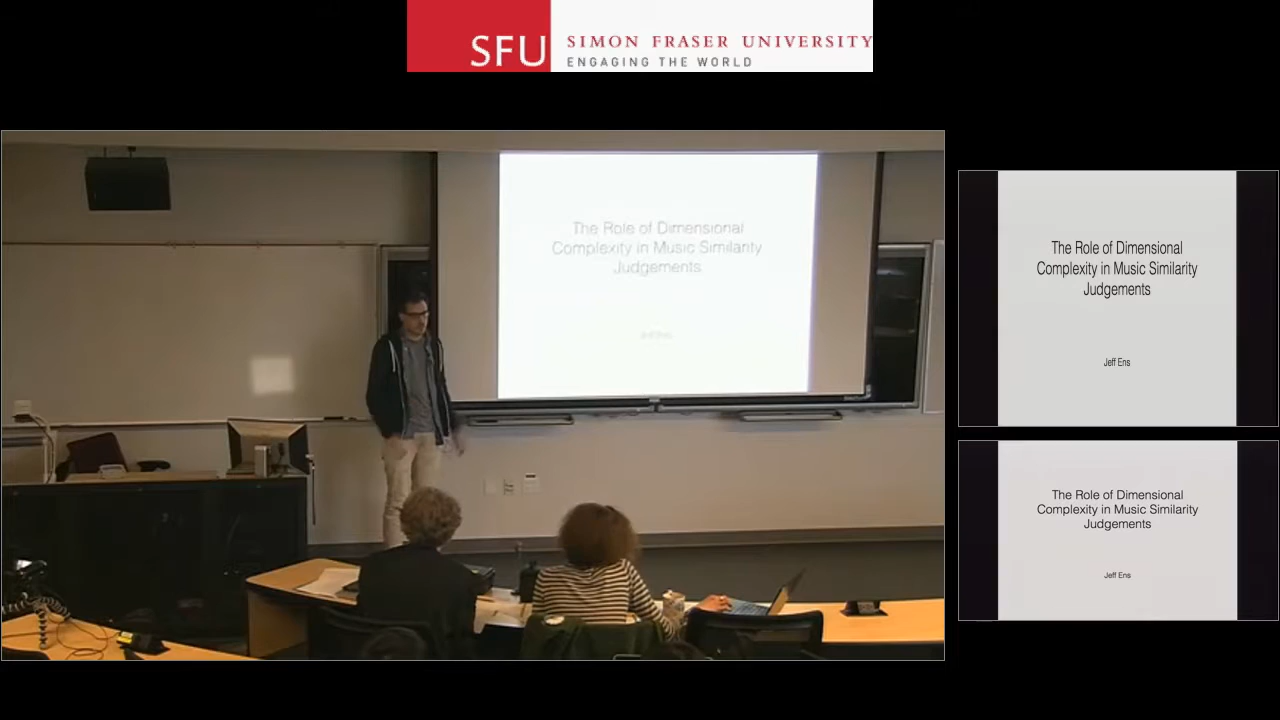 SFU
SIMON FRASER UNIVERSITY
ENGAGING THE WORLD
The Role of Dimensional
Complexity in Music Similarity
Judgements
Jeff Ens
The Role of Dimensional
Complexity in Music Similarity
Judgements
Jeff Ens
The Role of Dimensional
Complexity in Music Similarity
Judgements
Jeff Ens